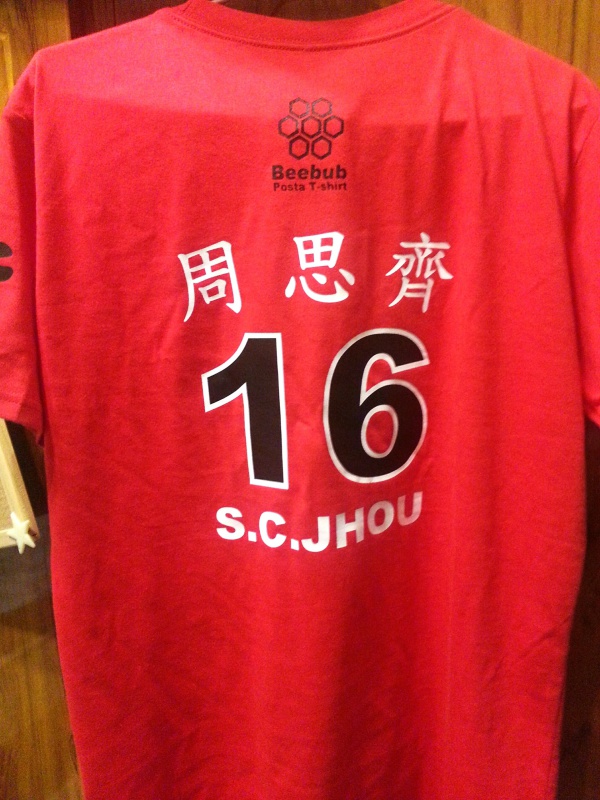 Beebub
Posta T-shirt
周思齊
16
S.C.JHOU